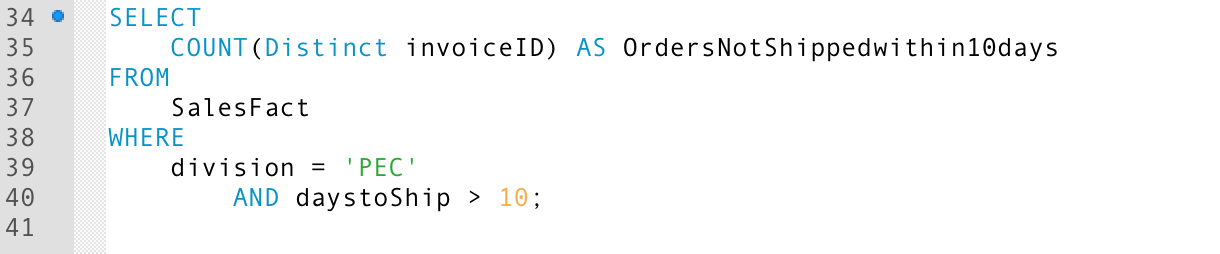 34 SELECT
35 COUNT(Distinct invoiceID) AS OrdersNotShippedwithin10days
36 FROM
37 SalesFact
38 WHERE
39 division = 'PEC'
40 AND daystoShip > 10;
41